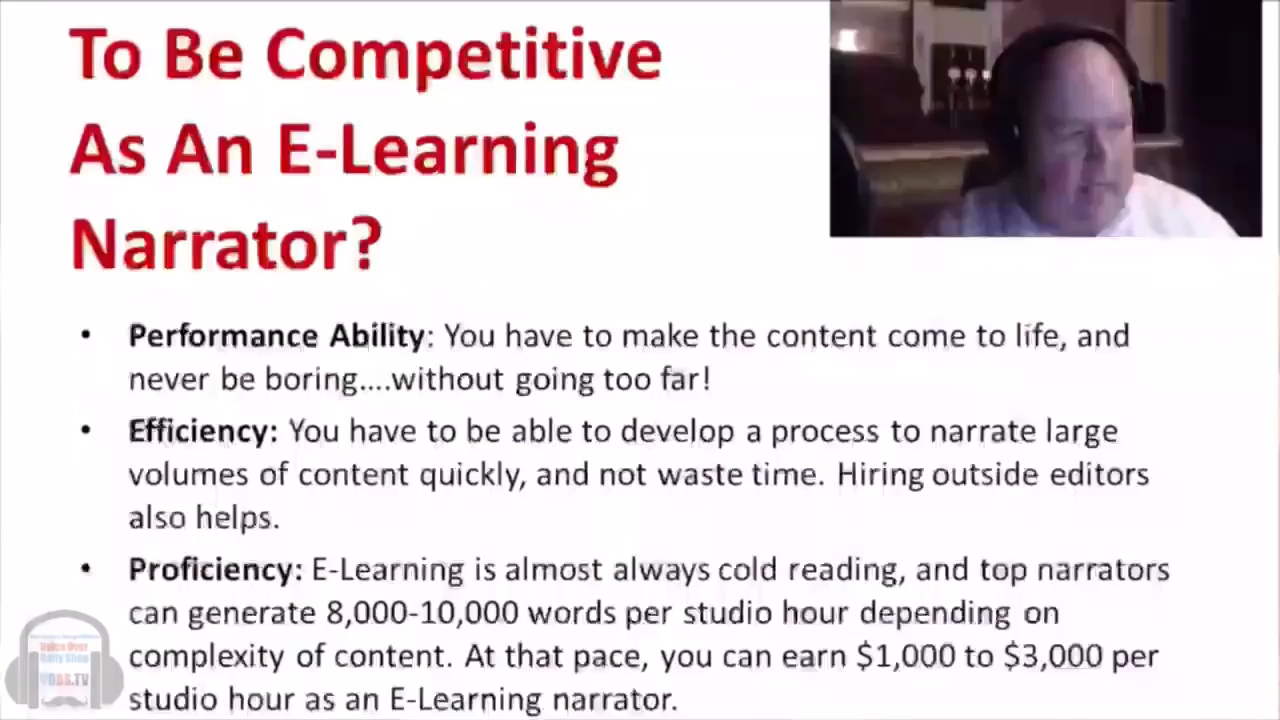 To Be Competitive
As An E-Learning
Narrator?
• Performance Ability: You have to make the content come to life, and
never be boring....without going too far!
• Efficiency: You have to be able to develop a process to narrate large
volumes of content quickly, and not waste time. Hiring outside editors
also helps.
• Proficiency: E-Learning is almost always cold reading, and top narrators
can generate 8,000-10,000 words per studio hour depending on
complexity of content. At that pace, you can earn $1,000 to $3,000 per
studio hour as an E-Learning narrator.
Voice Over
Body Shop
VOBS.TV